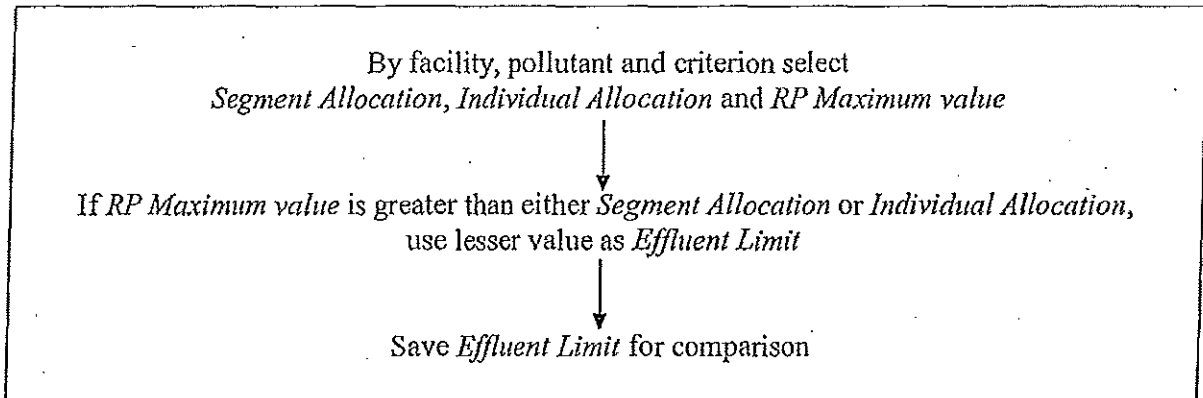 By facility, pollutant and criterion select
Segment Allocation, Individual Allocation and RP Maximum value
If RP Maximum value is greater than either Segment Allocation or Individual Allocation,
use lesser value as Effluent Limit
Save Effluent Limit for comparison